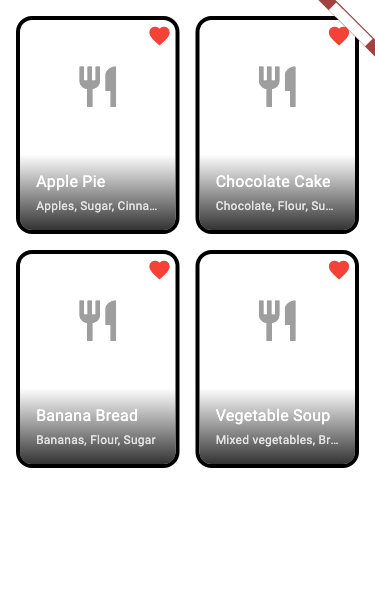 Apple Pie
Apples, Sugar, Cinna…
Chocolate Cake
Chocolate, Flour, Su…
Banana Bread
Bananas, Flour, Sugar
Vegetable Soup
Mixed vegetables, Br…